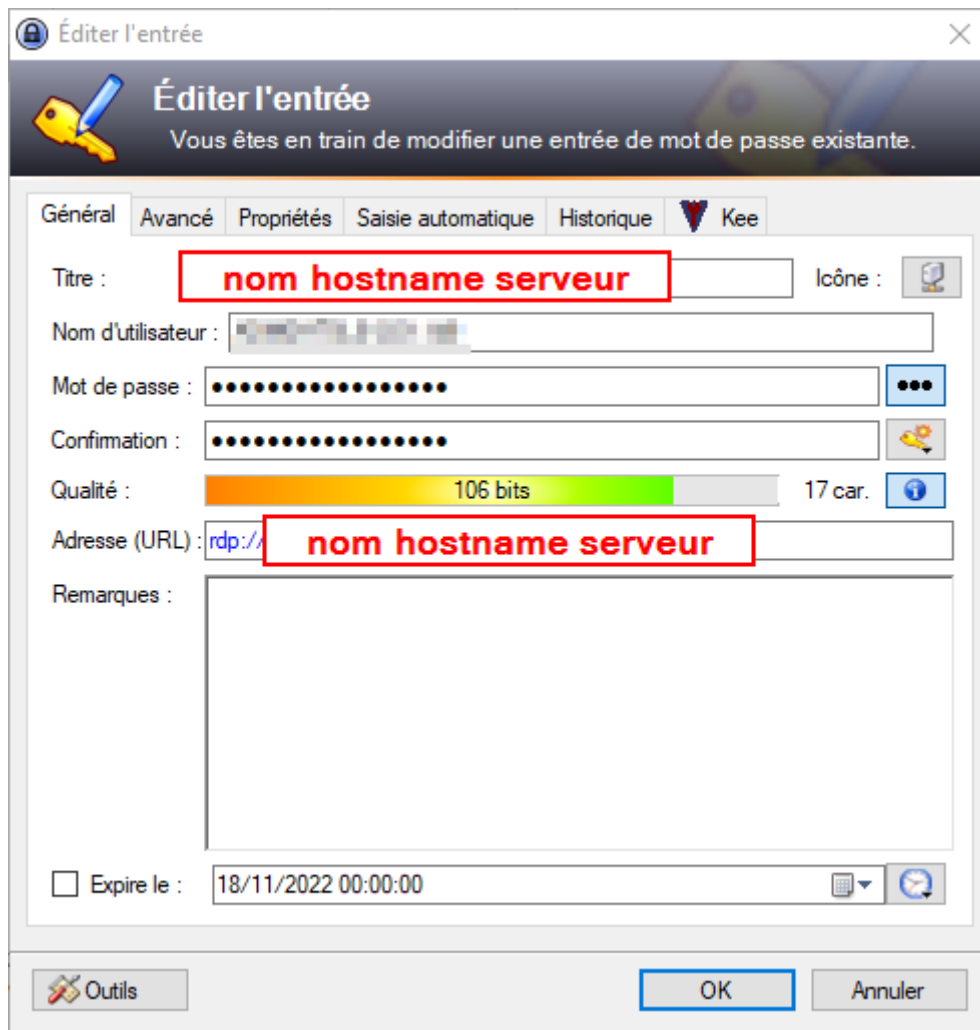 Éditer l'entrée
Éditer l'entrée
Vous êtes en train de modifier une entrée de mot de passe existante.
Général Avancé Propriétés Saisie automatique Historique Kee
Titre : nom hostname serveur Icône :
Nom d'utilisateur :
Mot de passe : •••••••••••••••••
Confirmation : •••••••••••••••••
Qualité : 106 bits 17 car.
Adresse (URL) : rdp:// nom hostname serveur
Remarques :
Expire le : 18/11/2022 00:00:00
Outils OK Annuler